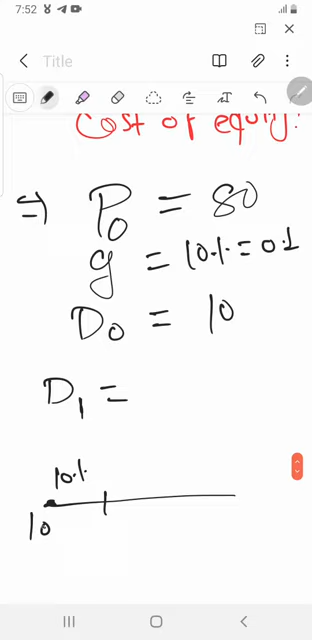 7:52
Title
Cost of equity:
=> P₀ = 80
g = 10% = 0.1
D₀ = 10
D₁ =
10%
10